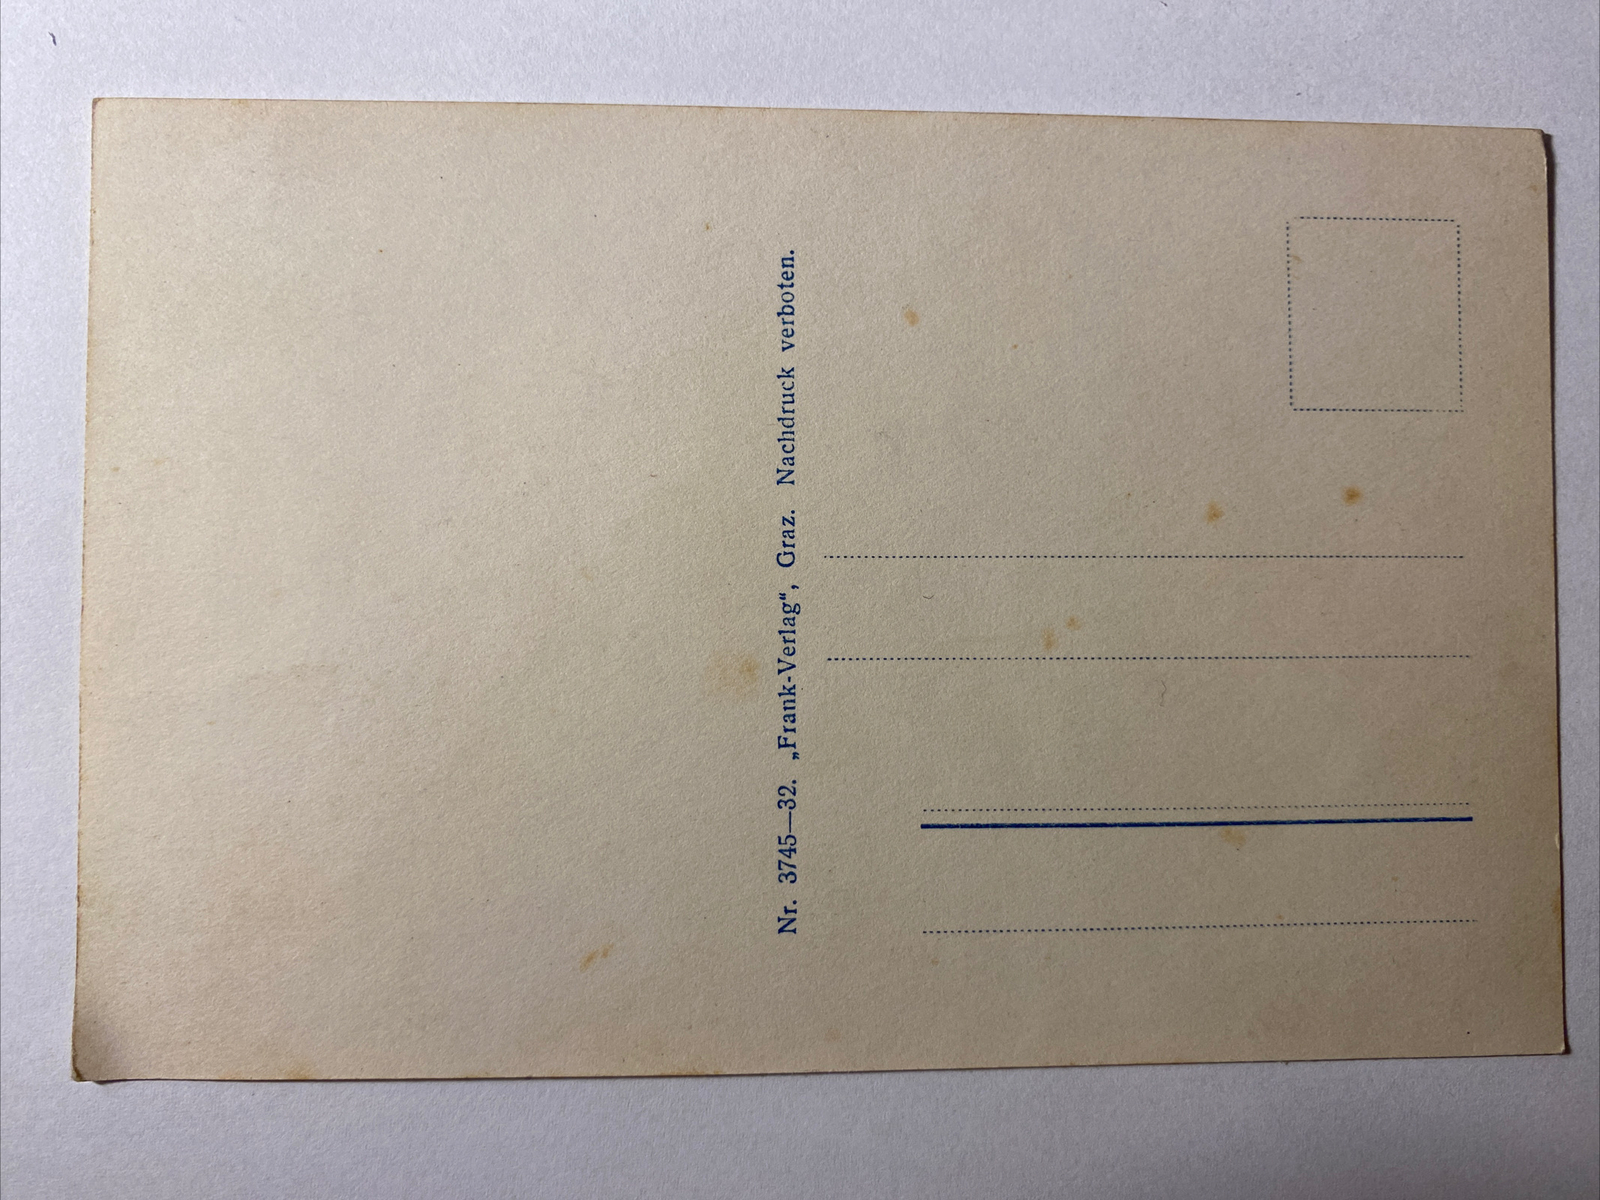 Nr. 3745—32. „Frank-Verlag“, Graz. Nachdruck verboten.